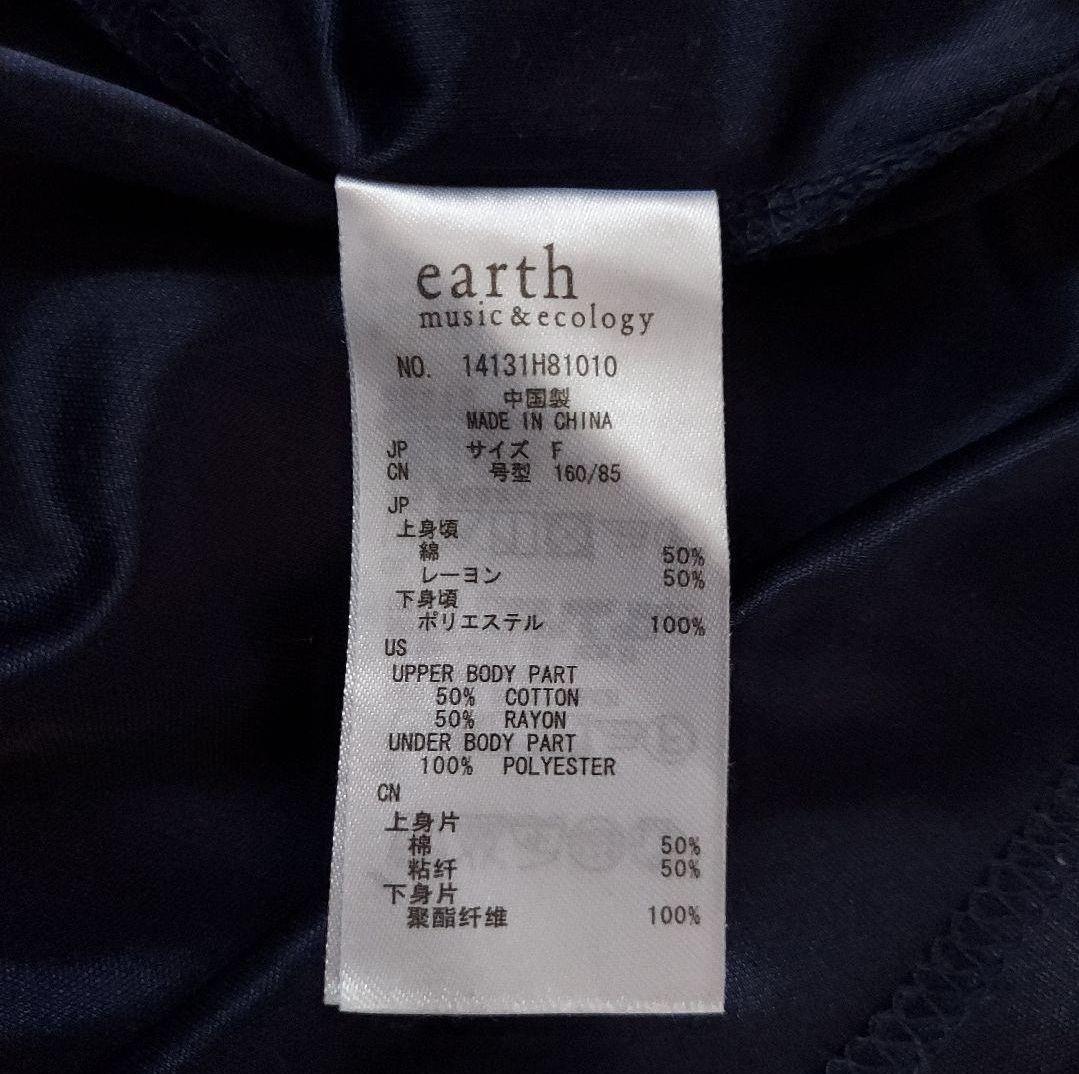 earth
music & ecology
NO. 14131H81010
中国製
MADE IN CHINA
JP サイズ F
CN 号型 160/85
JP
上身頃
綿 50%
レーヨン 50%
下身頃
ポリエステル 100%
US
UPPER BODY PART
50% COTTON
50% RAYON
UNDER BODY PART
100% POLYESTER
CN
上身片
棉 50%
粘纤 50%
下身片
聚酯纤维 100%